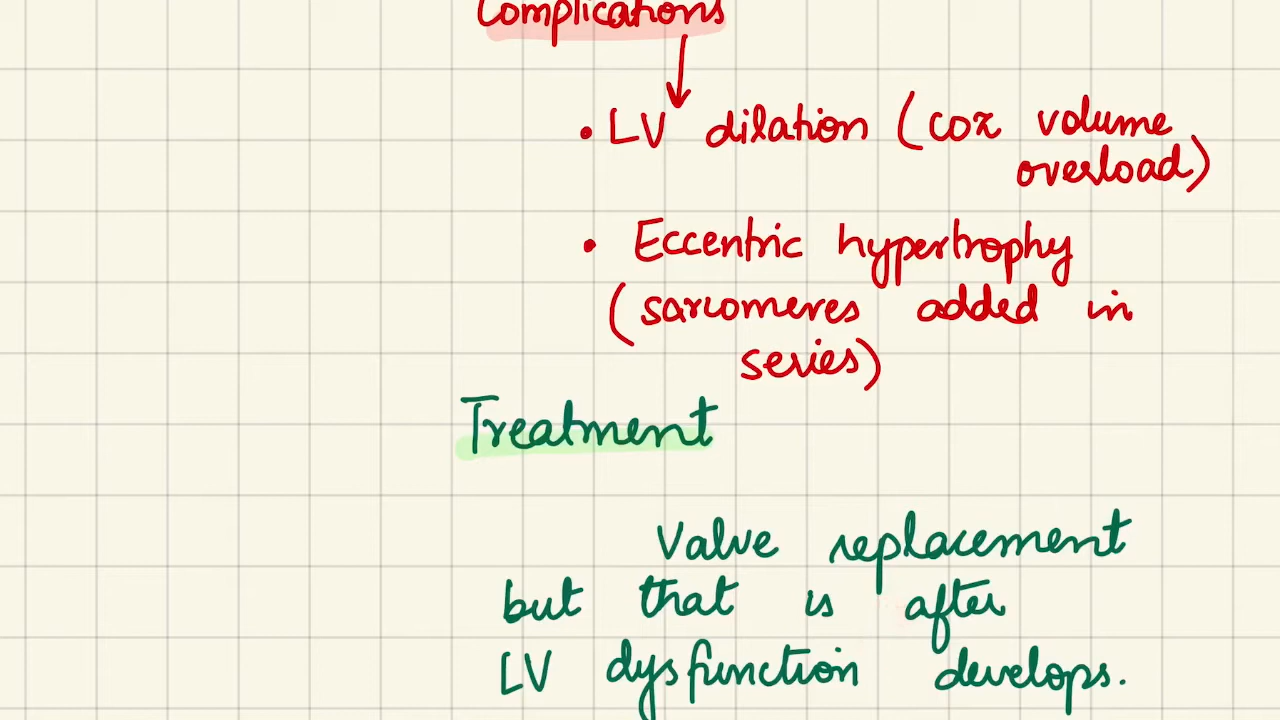 Complications
• LV dilation (coz volume
overload)
• Eccentric hypertrophy
(sarcomeres added in
series)
Treatment
Valve replacement
but that is after
LV dysfunction develops.